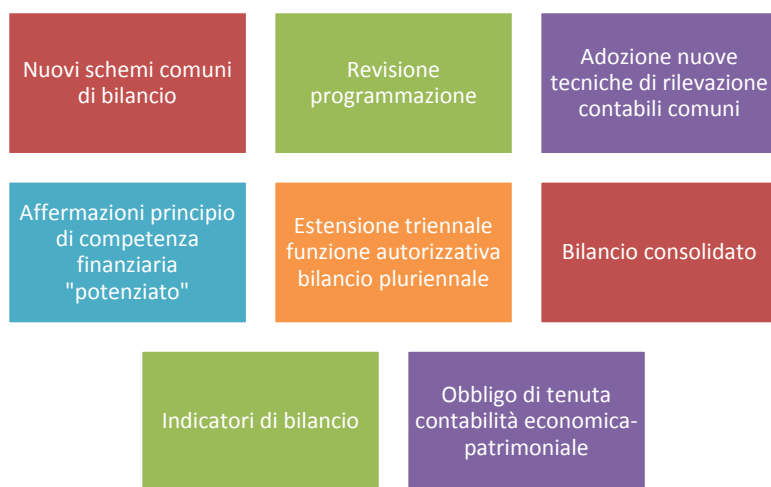 Nuovi schemi comuni
di bilancio
Revisione
programmazione
Adozione nuove
tecniche di rilevazione
contabili comuni
Affermazioni principio
di competenza
finanziaria
"potenziato"
Estensione triennale
funzione autorizzativa
bilancio pluriennale
Bilancio consolidato
Indicatori di bilancio
Obbligo di tenuta
contabilità economica-
patrimoniale